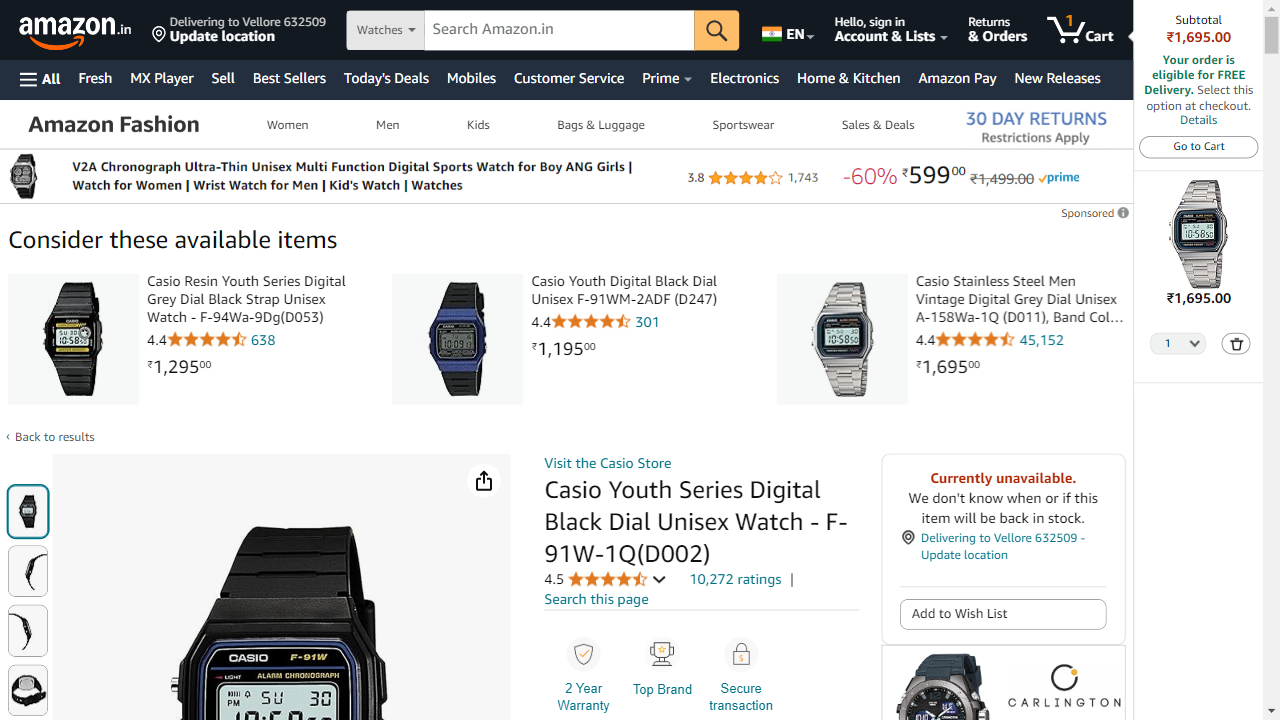 amazon.in
Delivering to Vellore 632509
Update location
Watches
Search Amazon.in
EN
Hello, sign in
Account & Lists
Returns
& Orders
1
Cart
All
Fresh
MX Player
Sell
Best Sellers
Today's Deals
Mobiles
Customer Service
Prime
Electronics
Home & Kitchen
Amazon Pay
New Releases
Subtotal
₹1,695.00
Your order is
eligible for FREE
Delivery. Select this
option at checkout.
Details
Go to Cart
₹1,695.00
1
Amazon Fashion
Women
Men
Kids
Bags & Luggage
Sportswear
Sales & Deals
30 DAY RETURNS
Restrictions Apply
V2A Chronograph Ultra-Thin Unisex Multi Function Digital Sports Watch for Boy ANG Girls |
Watch for Women | Wrist Watch for Men | Kid's Watch | Watches
3.8
1,743
-60% ₹59900 ₹1,499.00 prime
Sponsored
Consider these available items
Casio Resin Youth Series Digital
Grey Dial Black Strap Unisex
Watch - F-94Wa-9Dg(D053)
4.4 638
₹1,29500
Casio Youth Digital Black Dial
Unisex F-91WM-2ADF (D247)
4.4 301
₹1,19500
Casio Stainless Steel Men
Vintage Digital Grey Dial Unisex
A-158Wa-1Q (D011), Band Col...
4.4 45,152
₹1,69500
‹ Back to results
Visit the Casio Store
Casio Youth Series Digital
Black Dial Unisex Watch - F-
91W-1Q(D002)
4.5 10,272 ratings |
Search this page
2 Year
Warranty
Top Brand
Secure
transaction
Currently unavailable.
We don't know when or if this
item will be back in stock.
Delivering to Vellore 632509 -
Update location
Add to Wish List
CARLINGTON
CASIO F-91W
LIGHT ALARM CHRONOGRAPH
PM SU 30